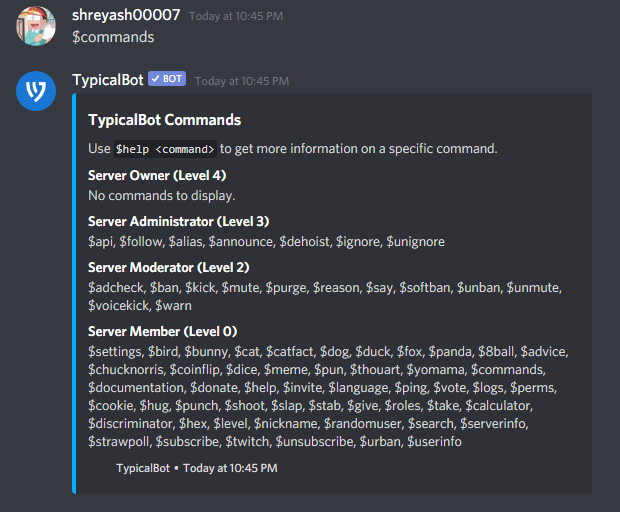 shreyash00007 Today at 10:45 PM
$commands
TypicalBot ✓ BOT Today at 10:45 PM
TypicalBot Commands
Use $help <command> to get more information on a specific command.
Server Owner (Level 4)
No commands to display.
Server Administrator (Level 3)
$api, $follow, $alias, $announce, $dehoist, $ignore, $unignore
Server Moderator (Level 2)
$adcheck, $ban, $kick, $mute, $purge, $reason, $say, $softban, $unban, $unmute,
$voicekick, $warn
Server Member (Level 0)
$settings, $bird, $bunny, $cat, $catfact, $dog, $duck, $fox, $panda, $8ball, $advice,
$chucknorris, $coinflip, $dice, $meme, $pun, $thouart, $yomama, $commands,
$documentation, $donate, $help, $invite, $language, $ping, $vote, $logs, $perms,
$cookie, $hug, $punch, $shoot, $slap, $stab, $give, $roles, $take, $calculator,
$discriminator, $hex, $level, $nickname, $randomuser, $search, $serverinfo,
$strawpoll, $subscribe, $twitch, $unsubscribe, $urban, $userinfo
TypicalBot • Today at 10:45 PM